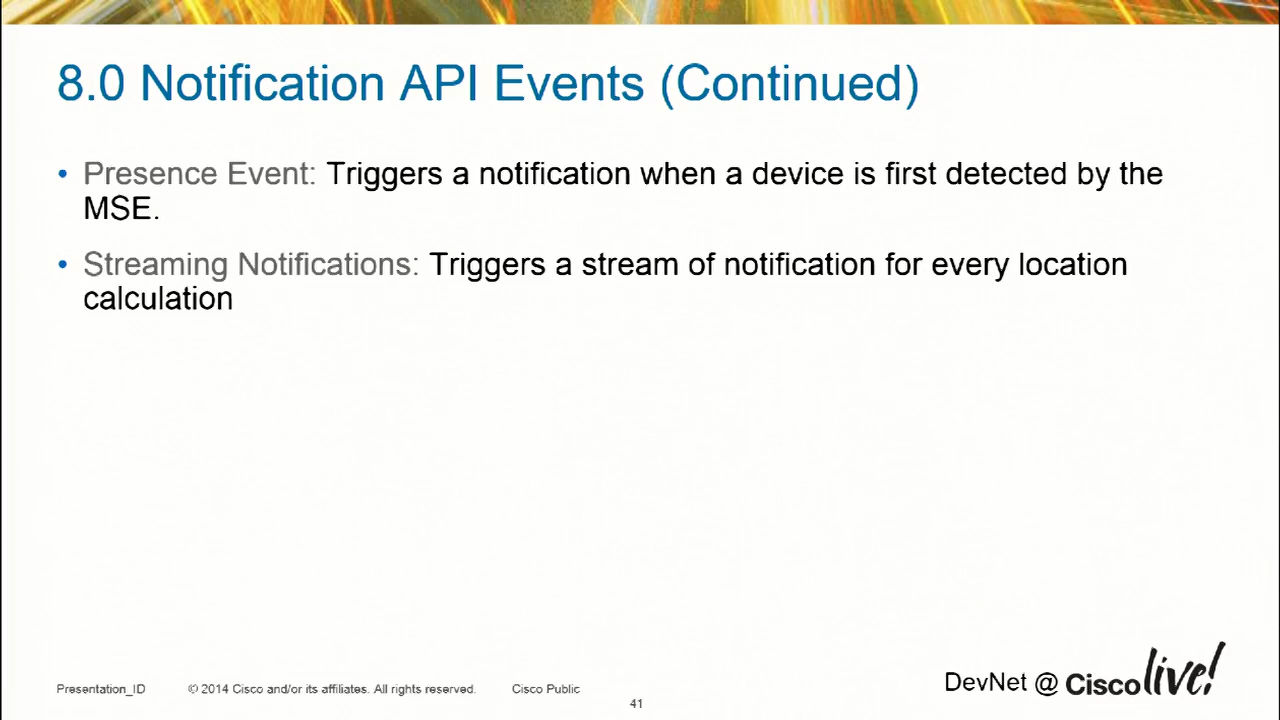 8.0 Notification API Events (Continued)
• Presence Event: Triggers a notification when a device is first detected by the
MSE.
• Streaming Notifications: Triggers a stream of notification for every location
calculation
Presentation_ID © 2014 Cisco and/or its affiliates. All rights reserved. Cisco Public
41
DevNet @ Cisco live!